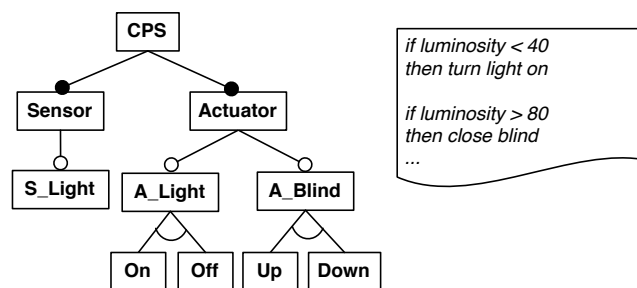 CPS
Sensor
Actuator
S_Light
A_Light
A_Blind
On
Off
Up
Down
if luminosity < 40
then turn light on
if luminosity > 80
then close blind
...